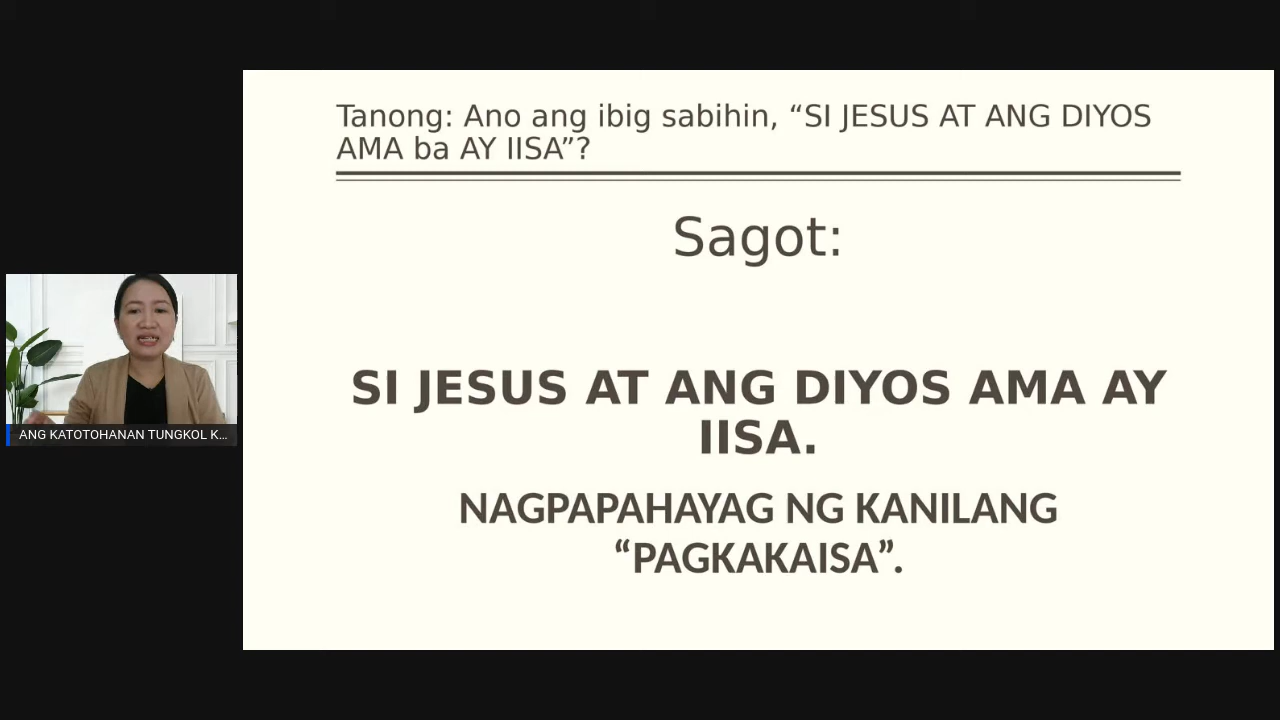 Tanong: Ano ang ibig sabihin, “SI JESUS AT ANG DIYOS
AMA ba AY IISA”?
Sagot:
SI JESUS AT ANG DIYOS AMA AY
IISA.
NAGPAPAHAYAG NG KANILANG
“PAGKAKAISA”.
ANG KATOTOHANAN TUNGKOL K...